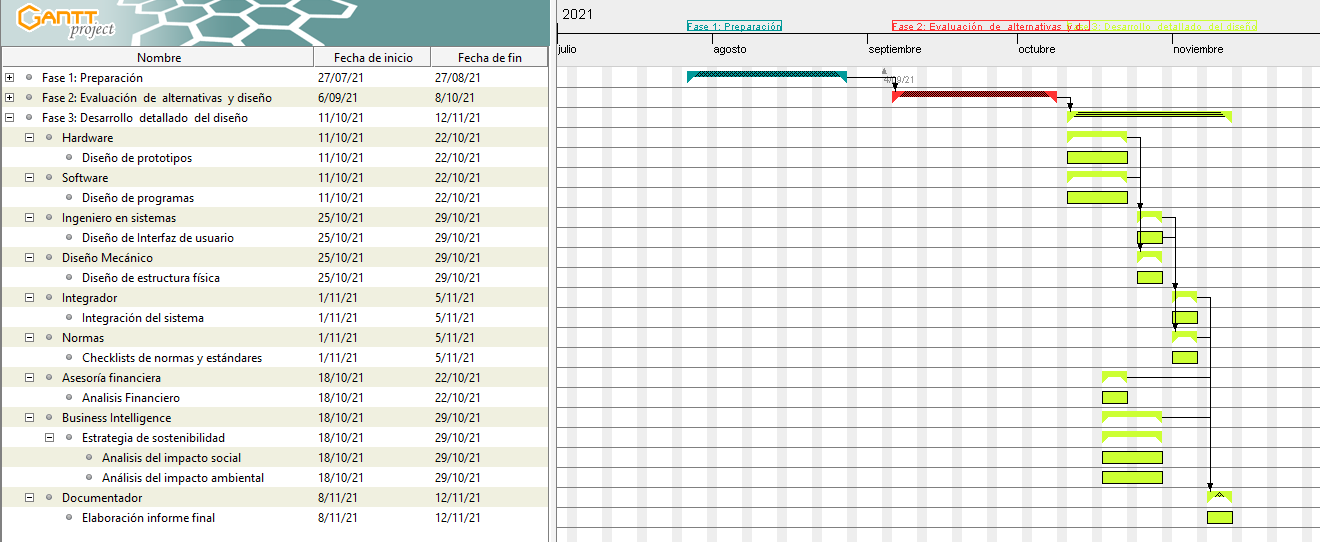 GANTT
project
2021
Fase 1: Preparación
Fase 2: Evaluación de alternativas y d...
3: Desarrollo detallado del diseño
julio agosto septiembre octubre noviembre
Nombre Fecha de inicio Fecha de fin
Fase 1: Preparación 27/07/21 27/08/21
4/09/21
Fase 2: Evaluación de alternativas y diseño 6/09/21 8/10/21
Fase 3: Desarrollo detallado del diseño 11/10/21 12/11/21
Hardware 11/10/21 22/10/21
Diseño de prototipos 11/10/21 22/10/21
Software 11/10/21 22/10/21
Diseño de programas 11/10/21 22/10/21
Ingeniero en sistemas 25/10/21 29/10/21
Diseño de Interfaz de usuario 25/10/21 29/10/21
Diseño Mecánico 25/10/21 29/10/21
Diseño de estructura física 25/10/21 29/10/21
Integrador 1/11/21 5/11/21
Integración del sistema 1/11/21 5/11/21
Normas 1/11/21 5/11/21
Checklists de normas y estándares 1/11/21 5/11/21
Asesoría financiera 18/10/21 22/10/21
Analisis Financiero 18/10/21 22/10/21
Business Intelligence 18/10/21 29/10/21
Estrategia de sostenibilidad 18/10/21 29/10/21
Analisis del impacto social 18/10/21 29/10/21
Análisis del impacto ambiental 18/10/21 29/10/21
Documentador 8/11/21 12/11/21
Elaboración informe final 8/11/21 12/11/21